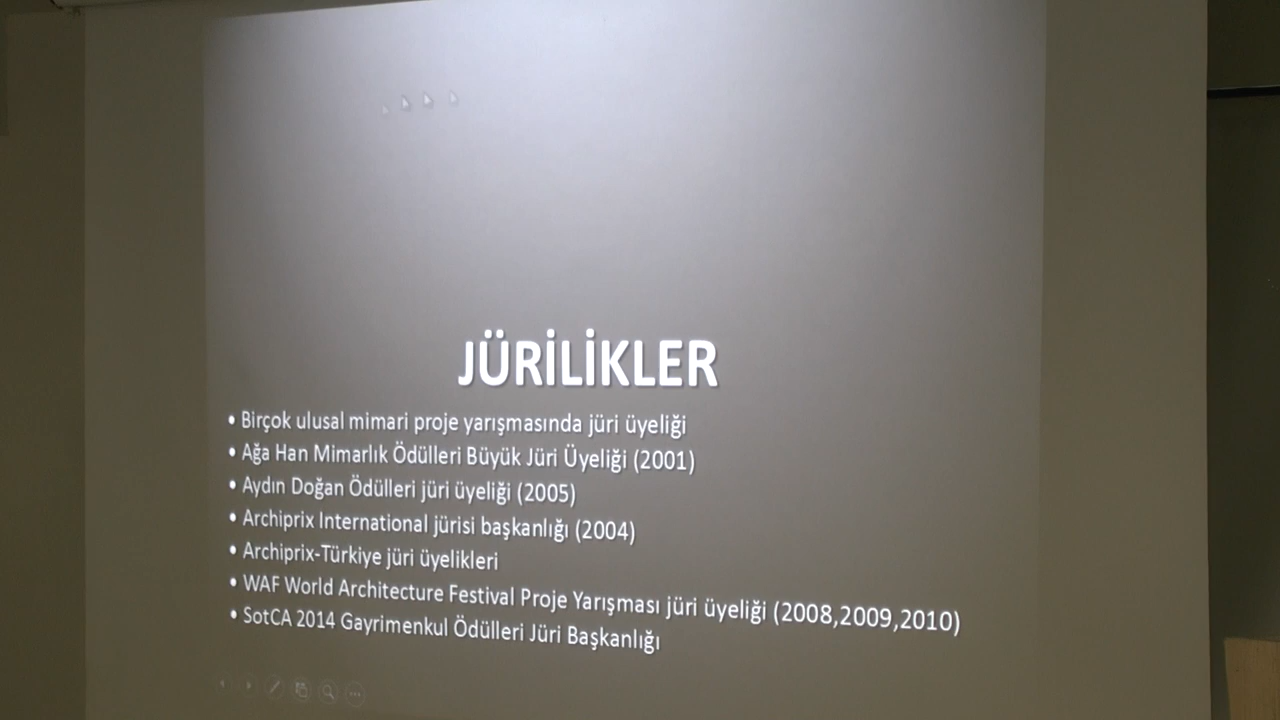 JÜRİLİKLER
• Birçok ulusal mimari proje yarışmasında jüri üyeliği
• Ağa Han Mimarlık Ödülleri Büyük Jüri Üyeliği (2001)
• Aydın Doğan Ödülleri jüri üyeliği (2005)
• Archiprix International jürisi başkanlığı (2004)
• Archiprix-Türkiye jüri üyelikleri
• WAF World Architecture Festival Proje Yarışması jüri üyeliği (2008,2009,2010)
• SotCA 2014 Gayrimenkul Ödülleri Jüri Başkanlığı